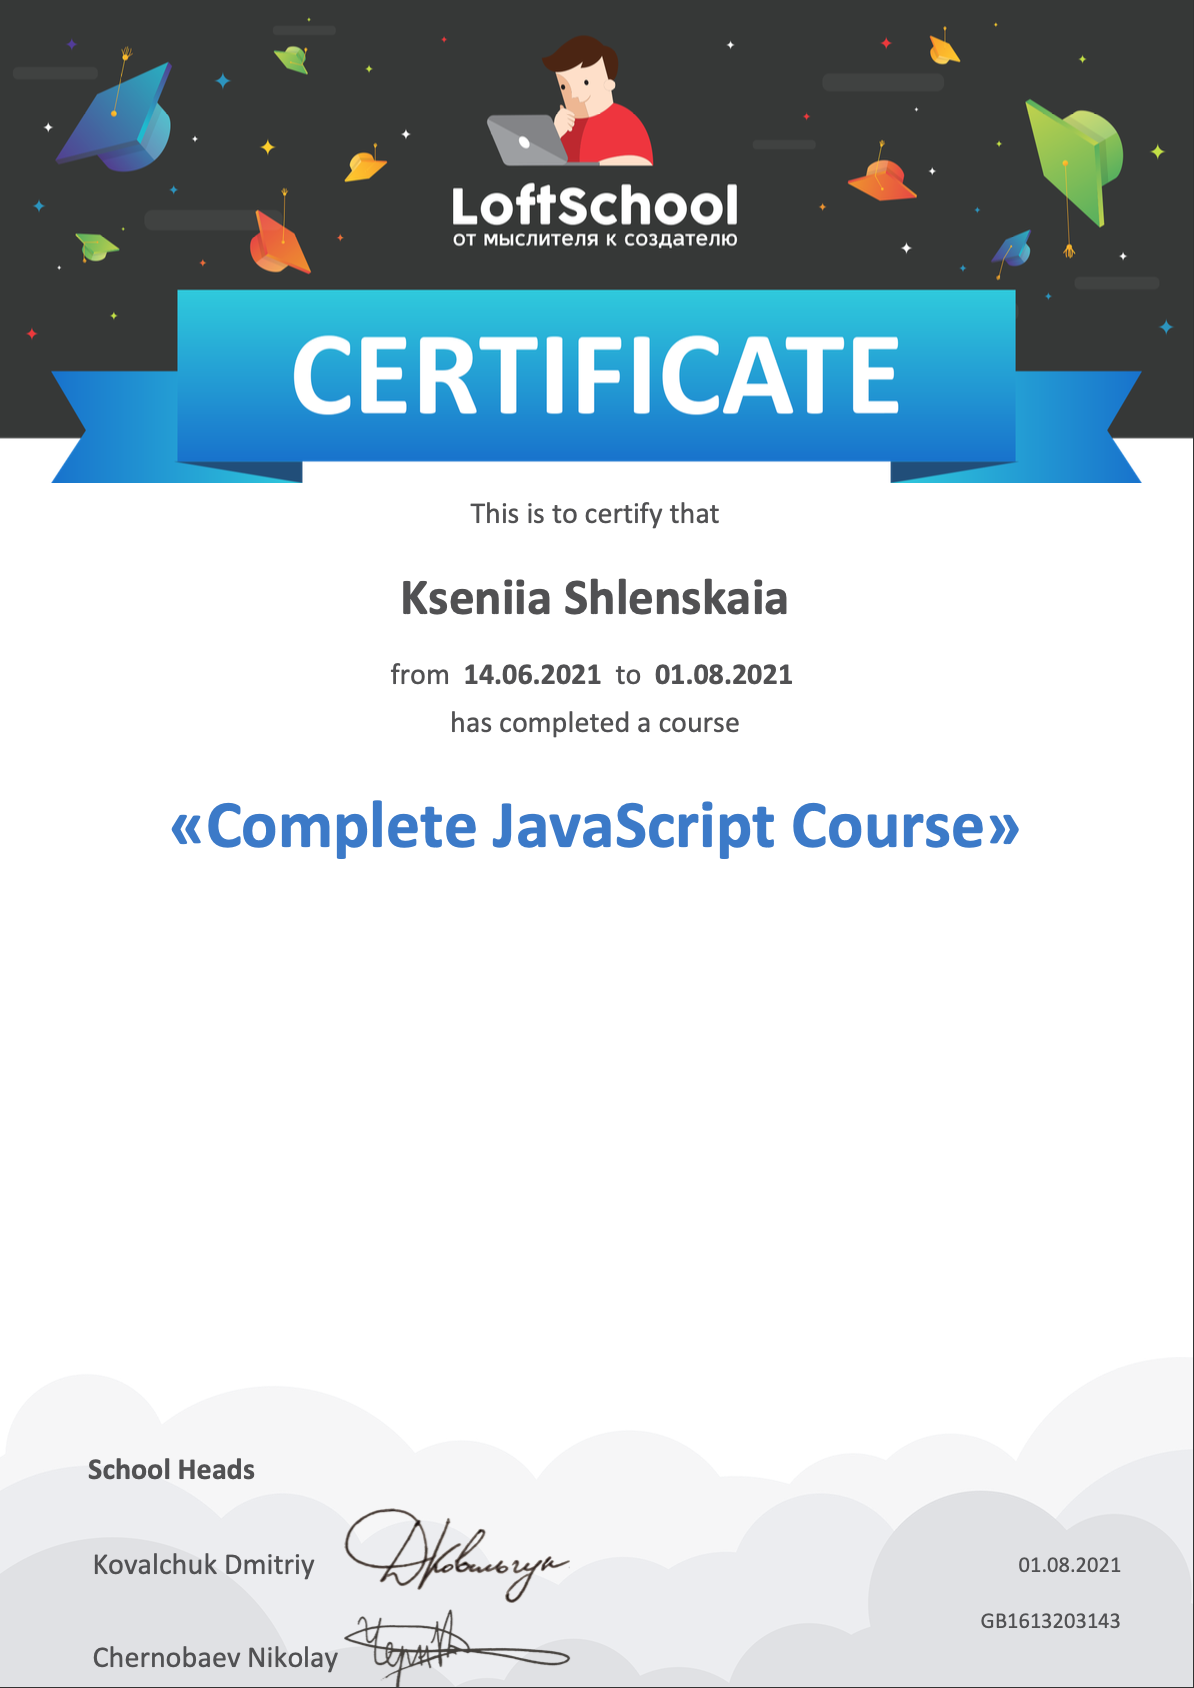 LoftSchool
от мыслителя к создателю
CERTIFICATE
This is to certify that
Kseniia Shlenskaia
from 14.06.2021 to 01.08.2021
has completed a course
«Complete JavaScript Course»
School Heads
Kovalchuk Dmitriy
01.08.2021
GB1613203143
Chernobaev Nikolay